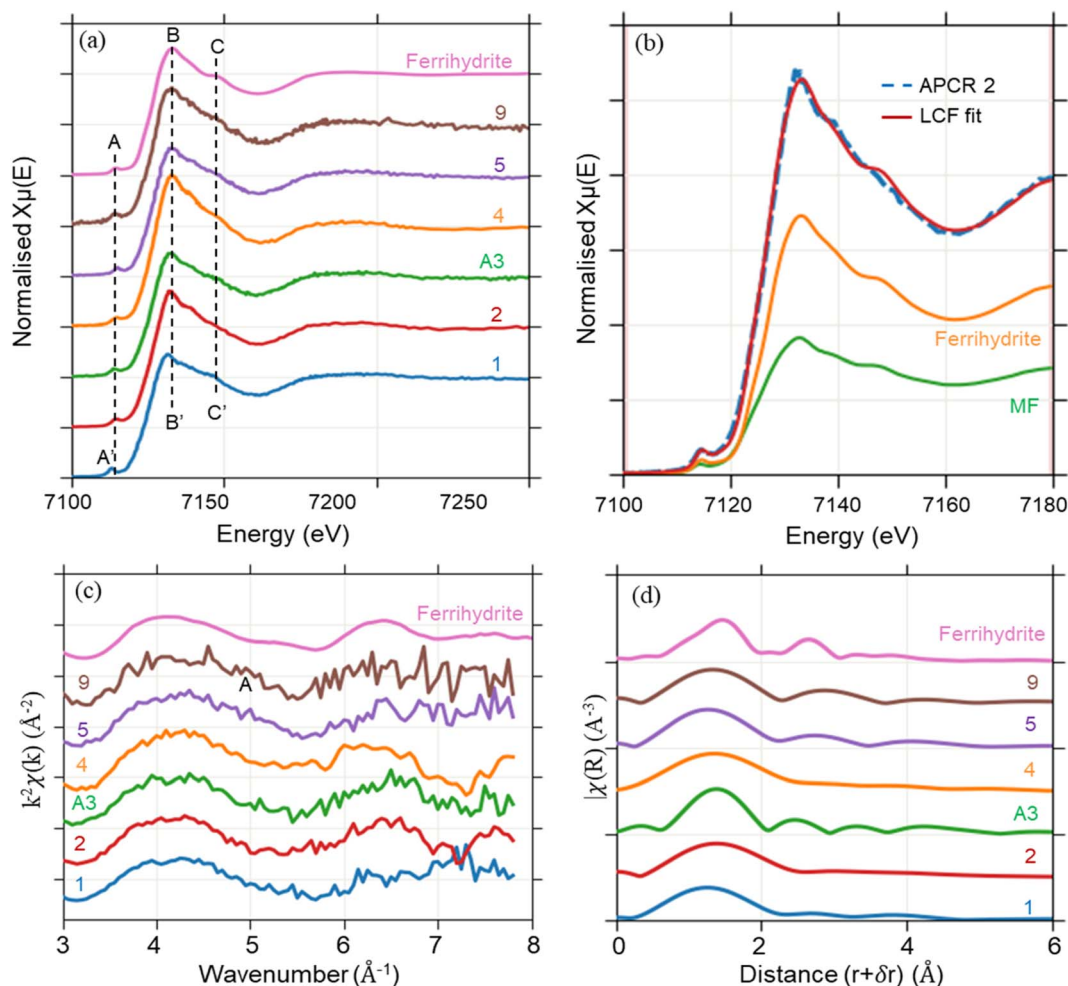 (a)
B
C
Ferrihydrite
A
9
5
4
A3
2
1
A'
B'
C'
Normalised Xμ(E)
7100
7150
7200
7250
Energy (eV)
(b)
APCR 2
LCF fit
Ferrihydrite
MF
Normalised Xμ(E)
7100
7120
7140
7160
7180
Energy (eV)
(c)
Ferrihydrite
9
A
5
4
A3
2
1
k²χ(k) (Å⁻²)
3
4
5
6
7
8
Wavenumber (Å⁻¹)
(d)
Ferrihydrite
9
5
4
A3
2
1
|χ(R) (A⁻³)
0
2
4
6
Distance (r+δr) (Å)